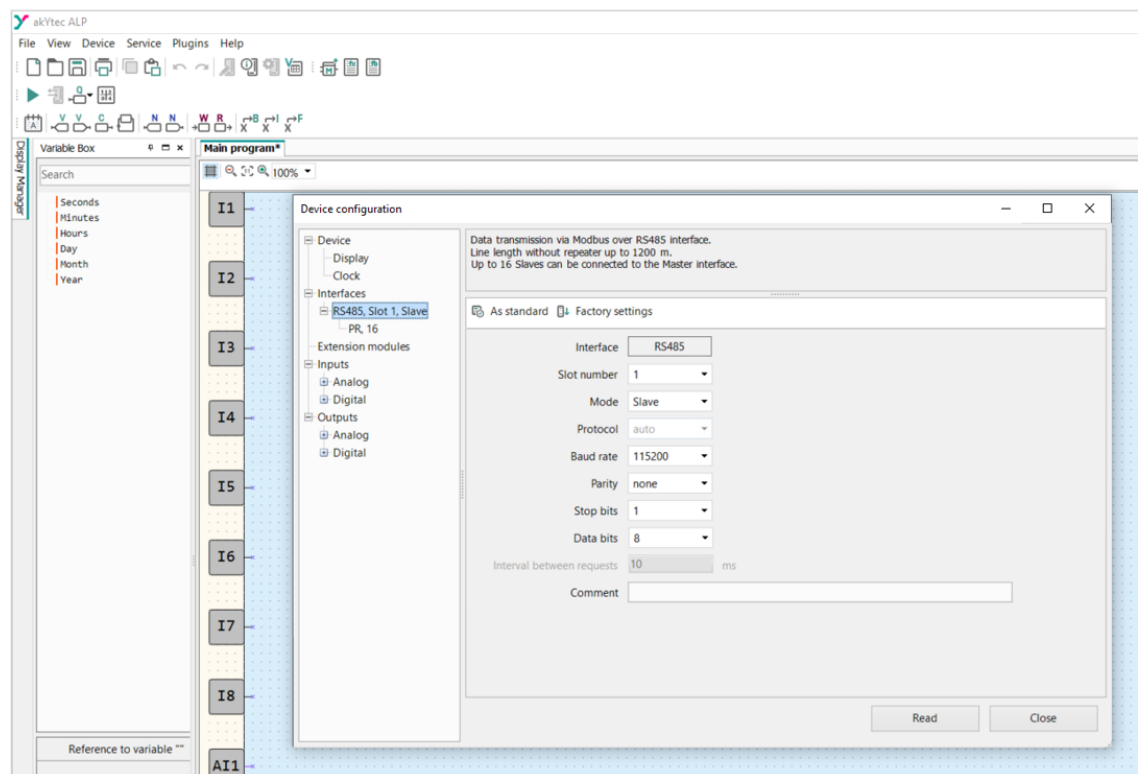 akYtec ALP
File View Device Service Plugins Help
Display Manager
Variable Box
Search
Seconds
Minutes
Hours
Day
Month
Year
Reference to variable ""
Main program*
100%
I1
I2
I3
I4
I5
I6
I7
I8
AI1
Device configuration
Device
Display
Clock
Interfaces
RS485, Slot 1, Slave
PR, 16
Extension modules
Inputs
Analog
Digital
Outputs
Analog
Digital
Data transmission via Modbus over RS485 interface.
Line length without repeater up to 1200 m.
Up to 16 Slaves can be connected to the Master interface.
As standard Factory settings
Interface RS485
Slot number 1
Mode Slave
Protocol auto
Baud rate 115200
Parity none
Stop bits 1
Data bits 8
Interval between requests 10 ms
Comment
Read Close